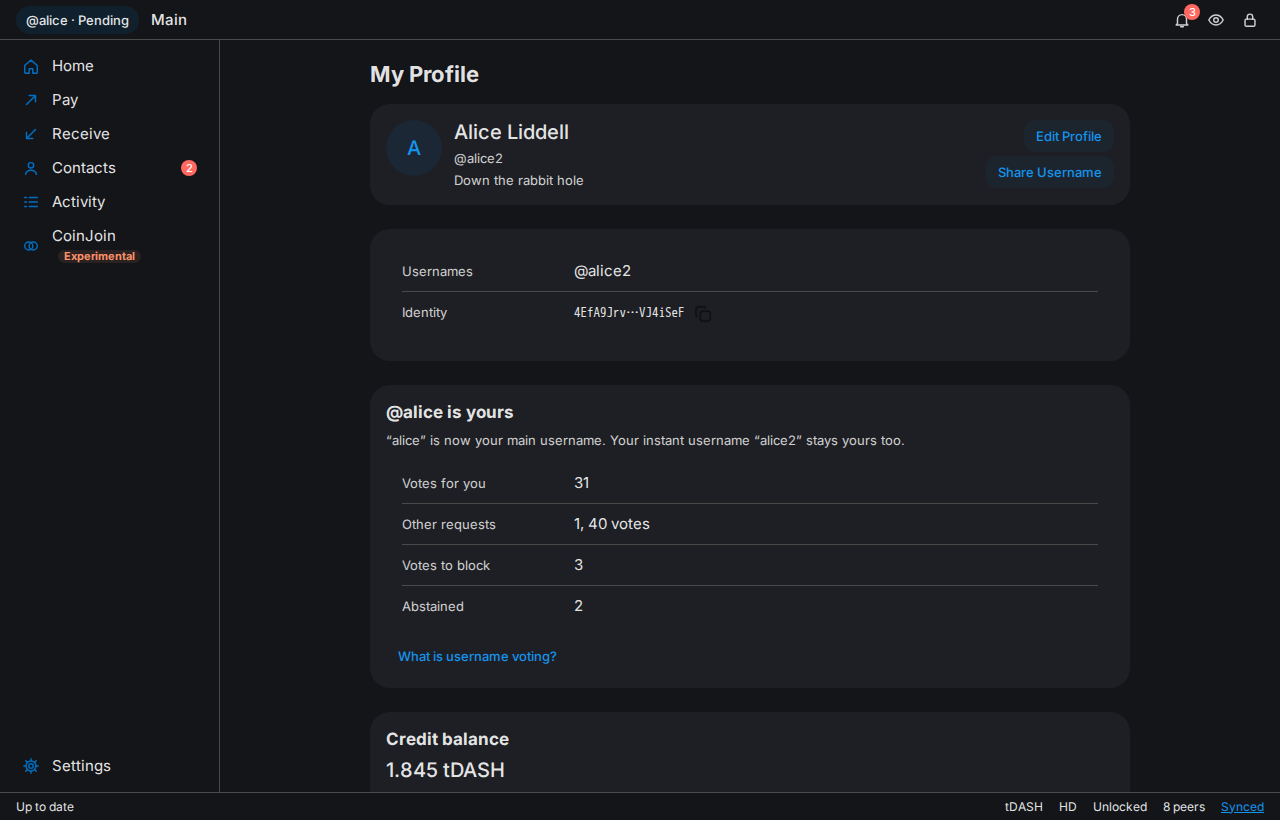 @alice · Pending
Main
3
Home
Pay
Receive
Contacts
2
Activity
CoinJoin
Experimental
Settings
My Profile
A
Alice Liddell
@alice2
Down the rabbit hole
Edit Profile
Share Username
Usernames @alice2
Identity 4EfA9Jrv⋯VJ4iSeF
@alice is yours
“alice” is now your main username. Your instant username “alice2” stays yours too.
Votes for you 31
Other requests 1, 40 votes
Votes to block 3
Abstained 2
What is username voting?
Credit balance
1.845 tDASH
Up to date
tDASH HD Unlocked 8 peers Synced